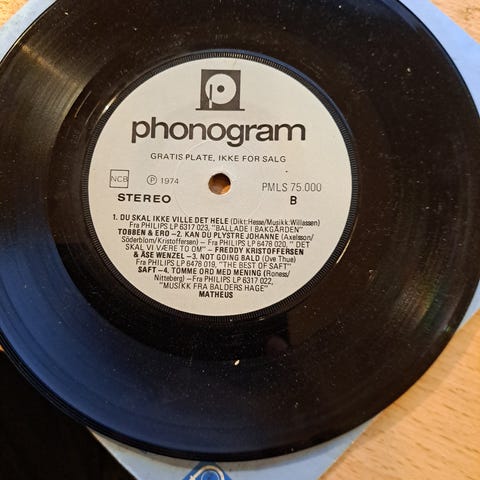 phonogram
GRATIS PLATE, IKKE FOR SALG
NCB Ⓟ 1974 PMLS 75.000
STEREO B
1. DU SKAL IKKE VILLE DET HELE (Dikt:Hesse/Musikk:Willassen)
Fra PHILIPS LP 6317 023, "BALLADE I BAKGÅRDEN"
TOBBEN & ERO –2. KAN DU PLYSTRE JOHANNE (Axelsson/
Söderblom/Kristoffersen) – Fra PHILIPS LP 6478 020, "DET
SKAL VI VÆRE TO OM" – FREDDY KRISTOFFERSEN
& ÅSE WENZEL –3. NOT GOING BALD (Ove Thue)
Fra PHILIPS LP 6478 019, "THE BEST OF SAFT"
SAFT –4. TOMME ORD MED MENING (Roness/
Nitteberg) – Fra PHILIPS LP 6317 022,
"MUSIKK FRA BALDERS HAGE"
MATHEUS